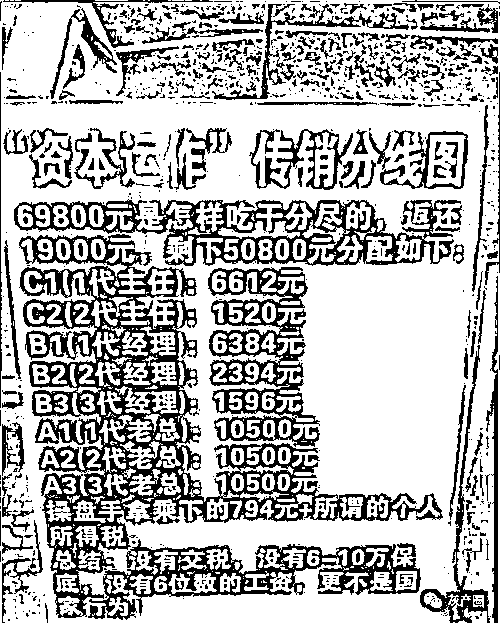 “资本运作”传销分线图
69800元是怎样吃干分尽的，返还
19000元，剩下50800元分配如下：
C1(1代主任)：6612元
C2(2代主任)：1520元
B1(1代经理)：6384元
B2(2代经理)：2394元
B3(3代经理)：1596元
A1(1代老总)：10500元
A2(2代老总)：10500元
A3(3代老总)：10500元
操盘手拿乘下的794元+所谓的个人
所得税。
总结：没有交税，没有6—10万保
底，没有6位数的工资，更不是国
家行为！